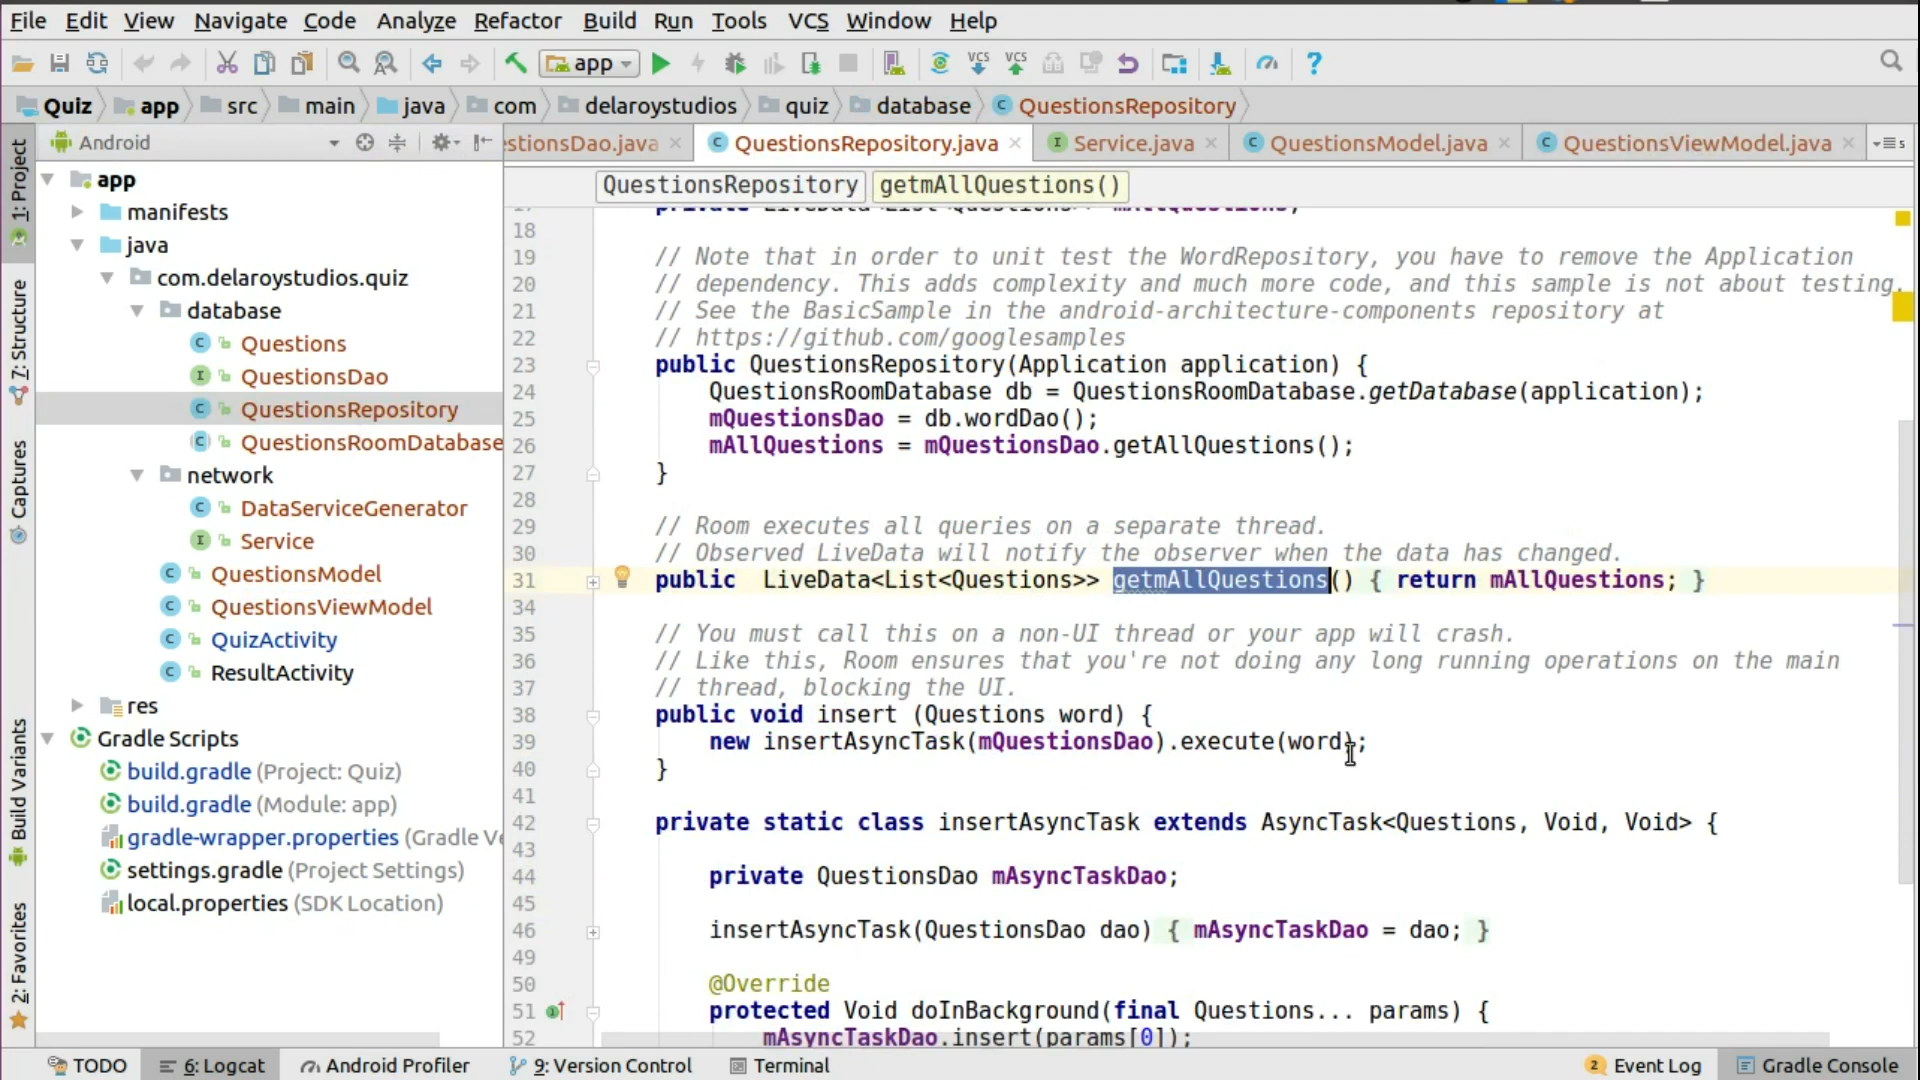 File Edit View Navigate Code Analyze Refactor Build Run Tools VCS Window Help
app VCS VCS ?
Quiz app src main java com delaroystudios quiz database QuestionsRepository
Android
stionsDao.java QuestionsRepository.java Service.java QuestionsModel.java QuestionsViewModel.java
QuestionsRepository getmAllQuestions()
1: Project
7: Structure
Captures
Build Variants
2: Favorites
app
manifests
java
com.delaroystudios.quiz
database
Questions
QuestionsDao
QuestionsRepository
QuestionsRoomDatabase
network
DataServiceGenerator
Service
QuestionsModel
QuestionsViewModel
QuizActivity
ResultActivity
res
Gradle Scripts
build.gradle (Project: Quiz)
build.gradle (Module: app)
gradle-wrapper.properties (Gradle Ve
settings.gradle (Project Settings)
local.properties (SDK Location)
17 private LiveData<List<Questions>> mAllQuestions;
18
19 // Note that in order to unit test the WordRepository, you have to remove the Application
20 // dependency. This adds complexity and much more code, and this sample is not about testing.
21 // See the BasicSample in the android-architecture-components repository at
22 // https://github.com/googlesamples
23 public QuestionsRepository(Application application) {
24 QuestionsRoomDatabase db = QuestionsRoomDatabase.getDatabase(application);
25 mQuestionsDao = db.wordDao();
26 mAllQuestions = mQuestionsDao.getAllQuestions();
27 }
28
29 // Room executes all queries on a separate thread.
30 // Observed LiveData will notify the observer when the data has changed.
31 public LiveData<List<Questions>> getmAllQuestions() { return mAllQuestions; }
34
35 // You must call this on a non-UI thread or your app will crash.
36 // Like this, Room ensures that you're not doing any long running operations on the main
37 // thread, blocking the UI.
38 public void insert (Questions word) {
39 new insertAsyncTask(mQuestionsDao).execute(word);
40 }
41
42 private static class insertAsyncTask extends AsyncTask<Questions, Void, Void> {
43
44 private QuestionsDao mAsyncTaskDao;
45
46 insertAsyncTask(QuestionsDao dao) { mAsyncTaskDao = dao; }
49
50 @Override
51 protected Void doInBackground(final Questions... params) {
52 mAsyncTaskDao.insert(params[0]);
TODO 6: Logcat Android Profiler 9: Version Control Terminal 2 Event Log Gradle Console